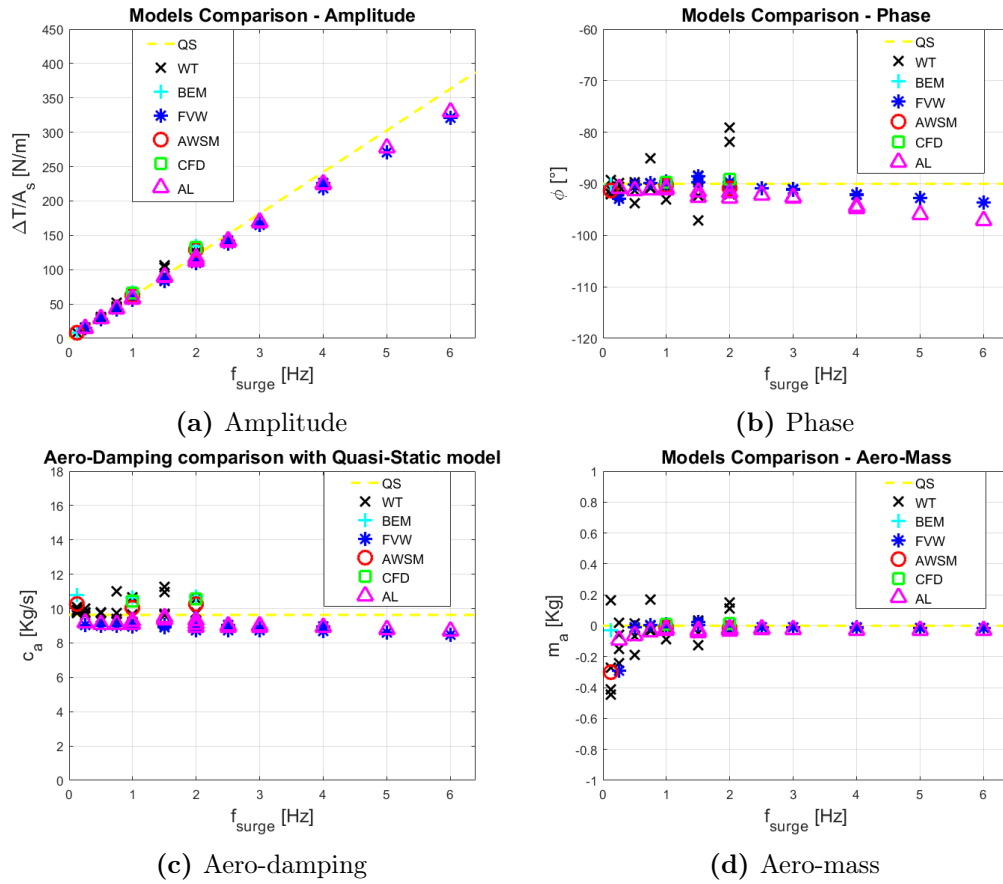 Models Comparison - Amplitude
450
400
350
300
250
200
150
100
50
0
ΔT/A_s [N/m]
QS
WT
BEM
FVW
AWSM
CFD
AL
0 1 2 3 4 5 6
f_surge [Hz]
(a) Amplitude
Models Comparison - Phase
-60
-70
-80
-90
-100
-110
-120
ϕ [°]
QS
WT
BEM
FVW
AWSM
CFD
AL
0 1 2 3 4 5 6
f_surge [Hz]
(b) Phase
Aero-Damping comparison with Quasi-Static model
18
16
14
12
10
8
6
4
2
0
c_a [Kg/s]
QS
WT
BEM
FVW
AWSM
CFD
AL
0 1 2 3 4 5 6
f_surge [Hz]
(c) Aero-damping
Models Comparison - Aero-Mass
1
0.8
0.6
0.4
0.2
0
-0.2
-0.4
-0.6
-0.8
-1
m_a [Kg]
QS
WT
BEM
FVW
AWSM
CFD
AL
0 1 2 3 4 5 6
f_surge [Hz]
(d) Aero-mass